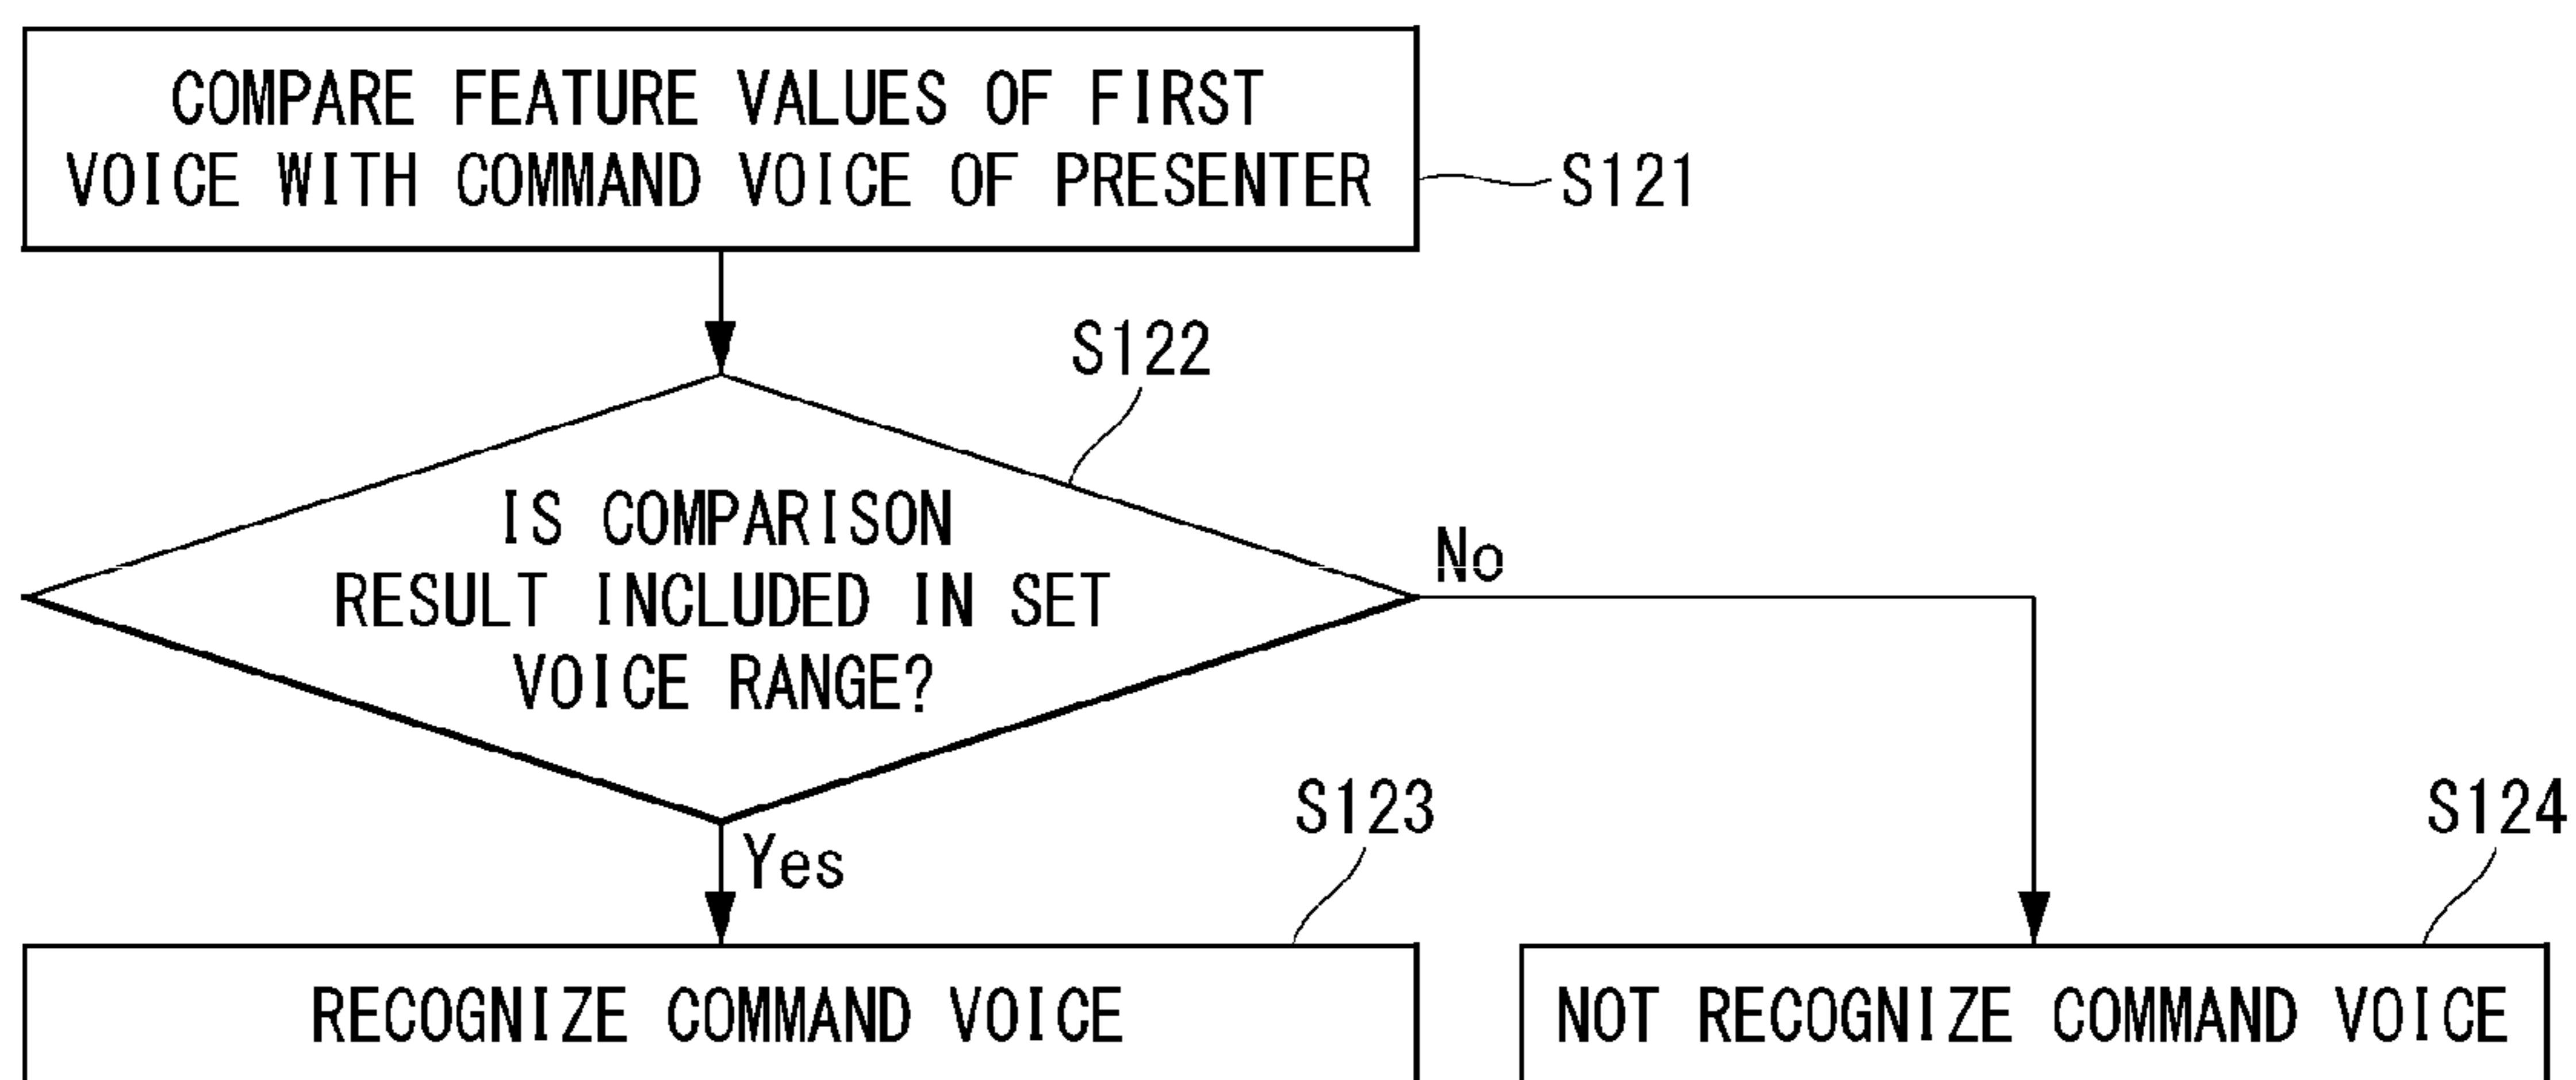 COMPARE FEATURE VALUES OF FIRST
VOICE WITH COMMAND VOICE OF PRESENTER
S121
S122
IS COMPARISON
RESULT INCLUDED IN SET
VOICE RANGE?
No
Yes
S123
S124
RECOGNIZE COMMAND VOICE
NOT RECOGNIZE COMMAND VOICE